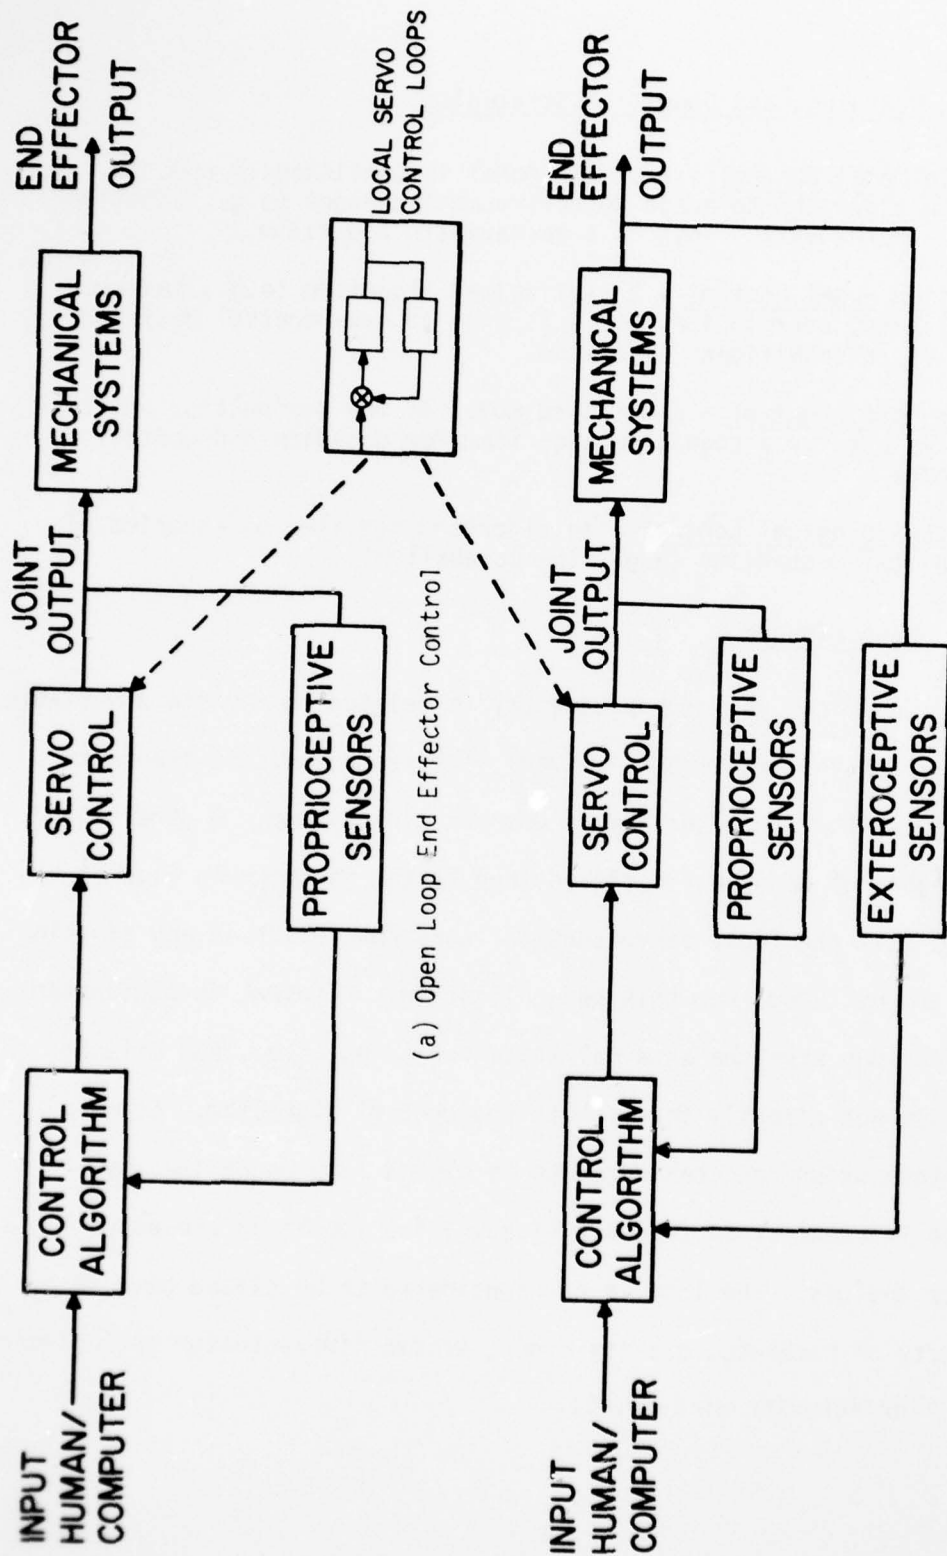 INPUT
HUMAN/
COMPUTER
CONTROL
ALGORITHM
SERVO
CONTROL
JOINT
OUTPUT
MECHANICAL
SYSTEMS
END
EFFECTOR
OUTPUT
PROPRIOCEPTIVE
SENSORS
LOCAL SERVO
CONTROL LOOPS
(a) Open Loop End Effector Control
INPUT
HUMAN/
COMPUTER
CONTROL
ALGORITHM
SERVO
CONTROL
JOINT
OUTPUT
MECHANICAL
SYSTEMS
END
EFFECTOR
OUTPUT
PROPRIOCEPTIVE
SENSORS
EXTEROCEPTIVE
SENSORS